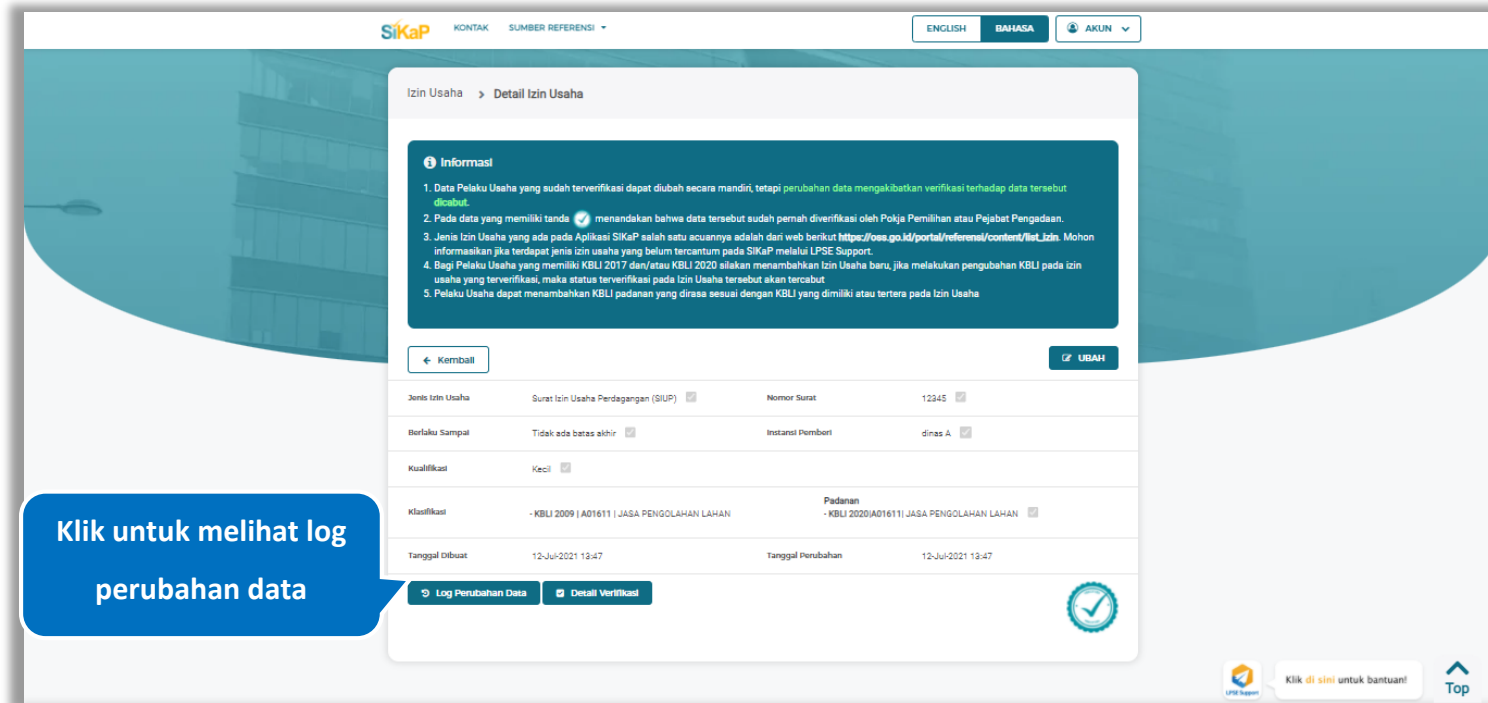 SiKaP KONTAK SUMBER REFERENSI ENGLISH BAHASA AKUN
Izin Usaha > Detail Izin Usaha
Informasi
1. Data Pelaku Usaha yang sudah terverifikasi dapat diubah secara mandiri, tetapi perubahan data mengakibatkan verifikasi terhadap data tersebut
dicabut.
2. Pada data yang memiliki tanda menandakan bahwa data tersebut sudah pernah diverifikasi oleh Pokja Pemilihan atau Pejabat Pengadaan.
3. Jenis Izin Usaha yang ada pada Aplikasi SIKaP salah satu acuannya adalah dari web berikut https://oss.go.id/portal/referensi/content/list_izin. Mohon
informasikan jika terdapat jenis izin usaha yang belum tercantum pada SIKaP melalui LPSE Support.
4. Bagi Pelaku Usaha yang memiliki KBLI 2017 dan/atau KBLI 2020 silakan menambahkan Izin Usaha baru, jika melakukan pengubahan KBLI pada izin
usaha yang terverifikasi, maka status terverifikasi pada Izin Usaha tersebut akan tercabut
5. Pelaku Usaha dapat menambahkan KBLI padanan yang dirasa sesuai dengan KBLI yang dimiliki atau tertera pada Izin Usaha
← Kembali UBAH
Jenis Izin Usaha Surat Izin Usaha Perdagangan (SIUP) Nomor Surat 12345
Berlaku Sampai Tidak ada batas akhir Instansi Pemberi dinas A
Kualifikasi Kecil
Padanan
Klasifikasi - KBLI 2009 | A01611 | JASA PENGOLAHAN LAHAN - KBLI 2020|A01611| JASA PENGOLAHAN LAHAN
Tanggal Dibuat 12-Jul-2021 13:47 Tanggal Perubahan 12-Jul-2021 13:47
Log Perubahan Data Detail Verifikasi
Klik untuk melihat log
perubahan data
LPSE Support Klik di sini untuk bantuan! Top